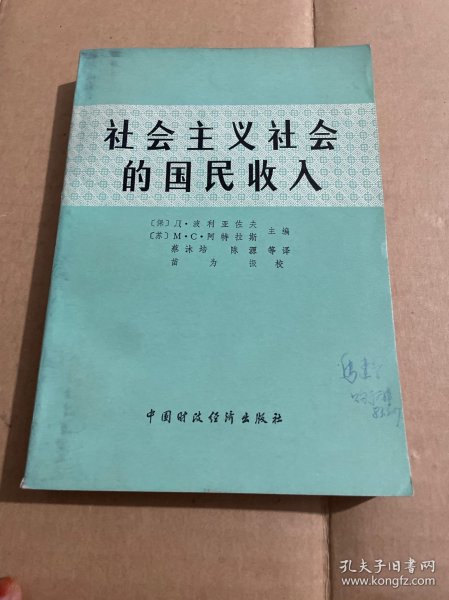 社会主义社会
的国民收入
〔保〕Д·波利亚佐夫
〔苏〕М·С·阿特拉斯 主编
蔡沐培 陈源等译
苗为振校
中国财政经济出版社
孔夫子旧书网
www.kongfz.com